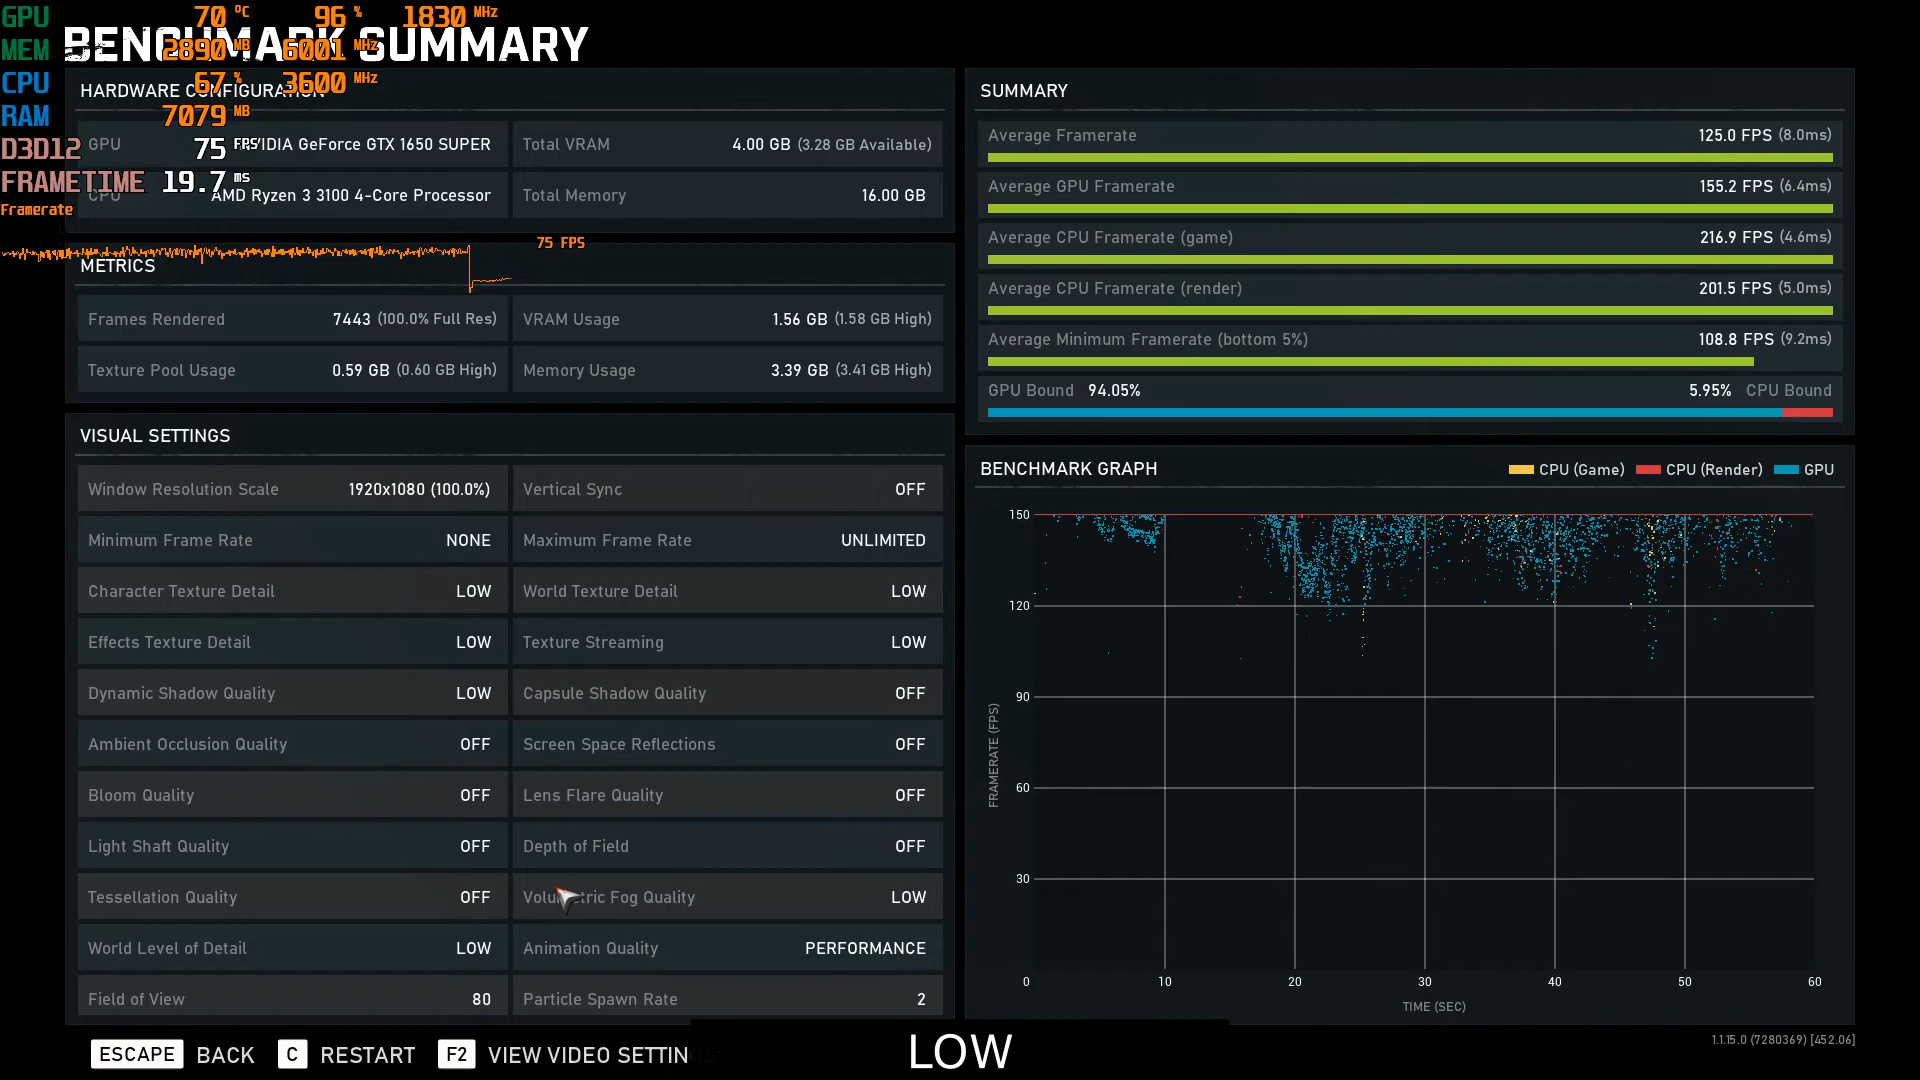 GPU 70 °C 96 % 1830 MHz
BENCHMARK SUMMARY
MEM 2890 MB 6001 MHz
CPU 67 % 3600 MHz
HARDWARE CONFIGURATION
RAM 7079 MB
D3D12 75 FPS
GPU NVIDIA GeForce GTX 1650 SUPER
Total VRAM 4.00 GB (3.28 GB Available)
FRAMETIME 19.7 ms
CPU AMD Ryzen 3 3100 4-Core Processor
Total Memory 16.00 GB
Framerate
75 FPS
METRICS
Frames Rendered 7443 (100.0% Full Res)
VRAM Usage 1.56 GB (1.58 GB High)
Texture Pool Usage 0.59 GB (0.60 GB High)
Memory Usage 3.39 GB (3.41 GB High)
VISUAL SETTINGS
Window Resolution Scale 1920x1080 (100.0%)
Vertical Sync OFF
Minimum Frame Rate NONE
Maximum Frame Rate UNLIMITED
Character Texture Detail LOW
World Texture Detail LOW
Effects Texture Detail LOW
Texture Streaming LOW
Dynamic Shadow Quality LOW
Capsule Shadow Quality OFF
Ambient Occlusion Quality OFF
Screen Space Reflections OFF
Bloom Quality OFF
Lens Flare Quality OFF
Light Shaft Quality OFF
Depth of Field OFF
Tessellation Quality OFF
Volumetric Fog Quality LOW
World Level of Detail LOW
Animation Quality PERFORMANCE
Field of View 80
Particle Spawn Rate 2
SUMMARY
Average Framerate 125.0 FPS (8.0ms)
Average GPU Framerate 155.2 FPS (6.4ms)
Average CPU Framerate (game) 216.9 FPS (4.6ms)
Average CPU Framerate (render) 201.5 FPS (5.0ms)
Average Minimum Framerate (bottom 5%) 108.8 FPS (9.2ms)
GPU Bound 94.05% 5.95% CPU Bound
BENCHMARK GRAPH
CPU (Game) CPU (Render) GPU
150
120
90
60
30
FRAMERATE (FPS)
0 10 20 30 40 50 60
TIME (SEC)
ESCAPE BACK C RESTART F2 VIEW VIDEO SETTIN
LOW
1.1.15.0 (7280369) [452.06]